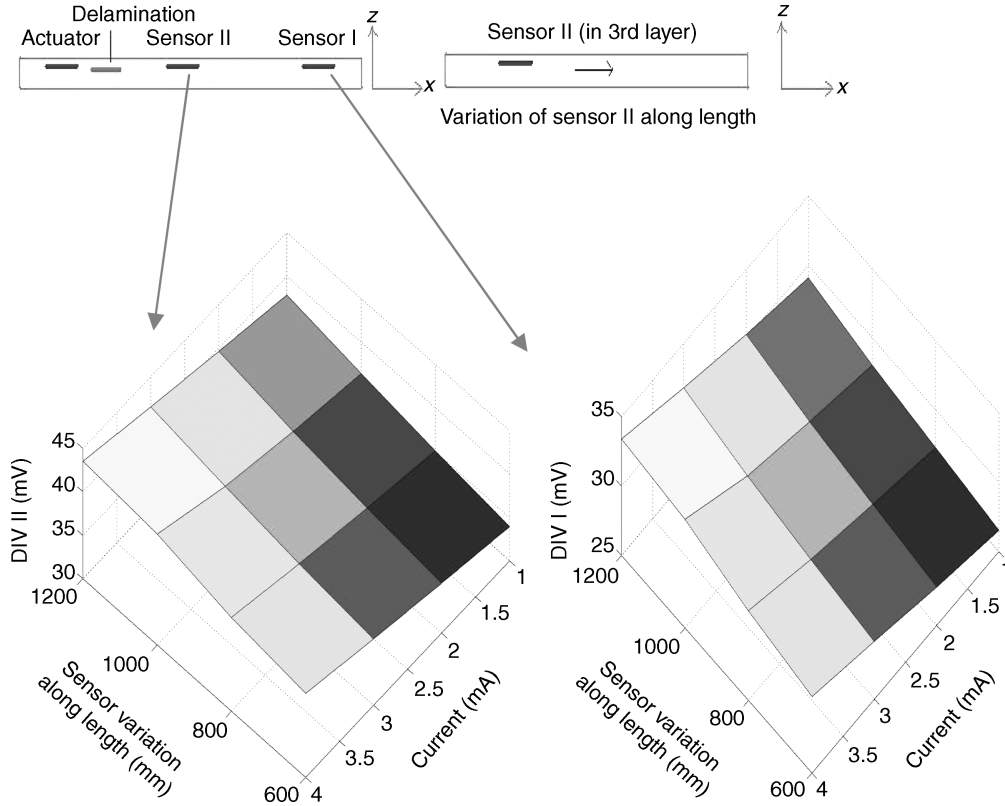 Delamination
Actuator
Sensor II
Sensor I
z
x
Sensor II (in 3rd layer)
z
x
Variation of sensor II along length
45
40
35
30
DIV II (mV)
1200
1000
800
600
Sensor variation
along length (mm)
4
3.5
3
2.5
2
1.5
1
Current (mA)
35
30
25
DIV I (mV)
1200
1000
800
600
Sensor variation
along length (mm)
4
3.5
3
2.5
2
1.5
Current (mA)